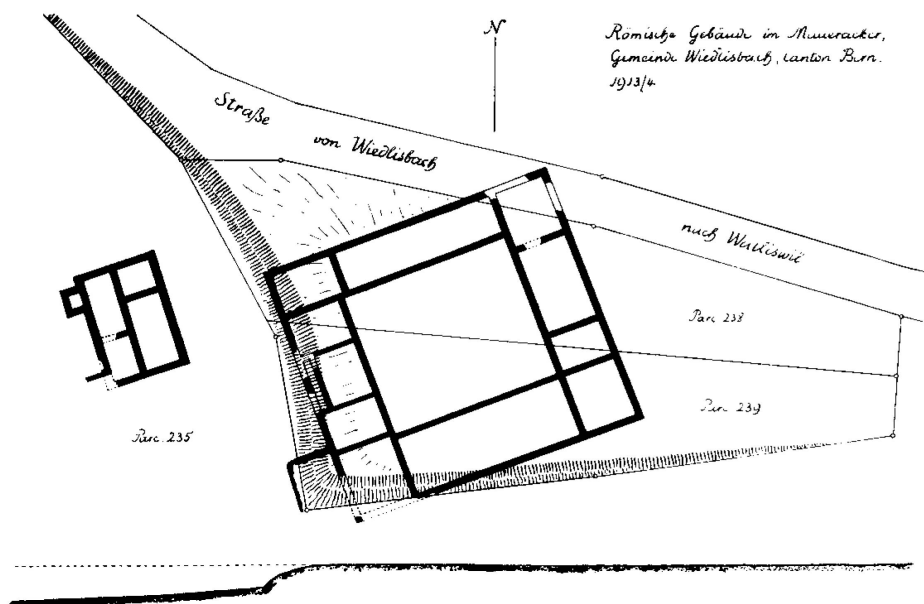 N
Römische Gebäude im Maueracker,
Gemeinde Wiedlisbach, Canton Bern.
1913/4
Straße
von Wiedlisbach
nach Walliswil
Parc 238
Parc 239
Parc. 235